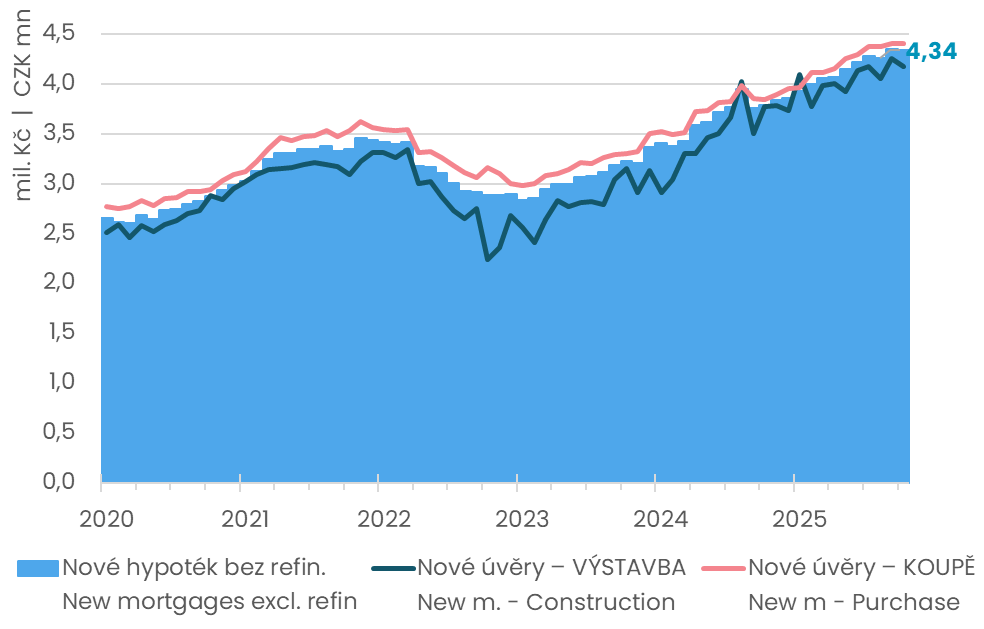 mil. Kč | CZK mn
4,5
4,0
3,5
3,0
2,5
2,0
1,5
1,0
0,5
0,0
4,34
2020 2021 2022 2023 2024 2025
Nové hypoték bez refin. Nové úvěry – VÝSTAVBA Nové úvěry – KOUPĚ
New mortgages excl. refin New m. - Construction New m - Purchase